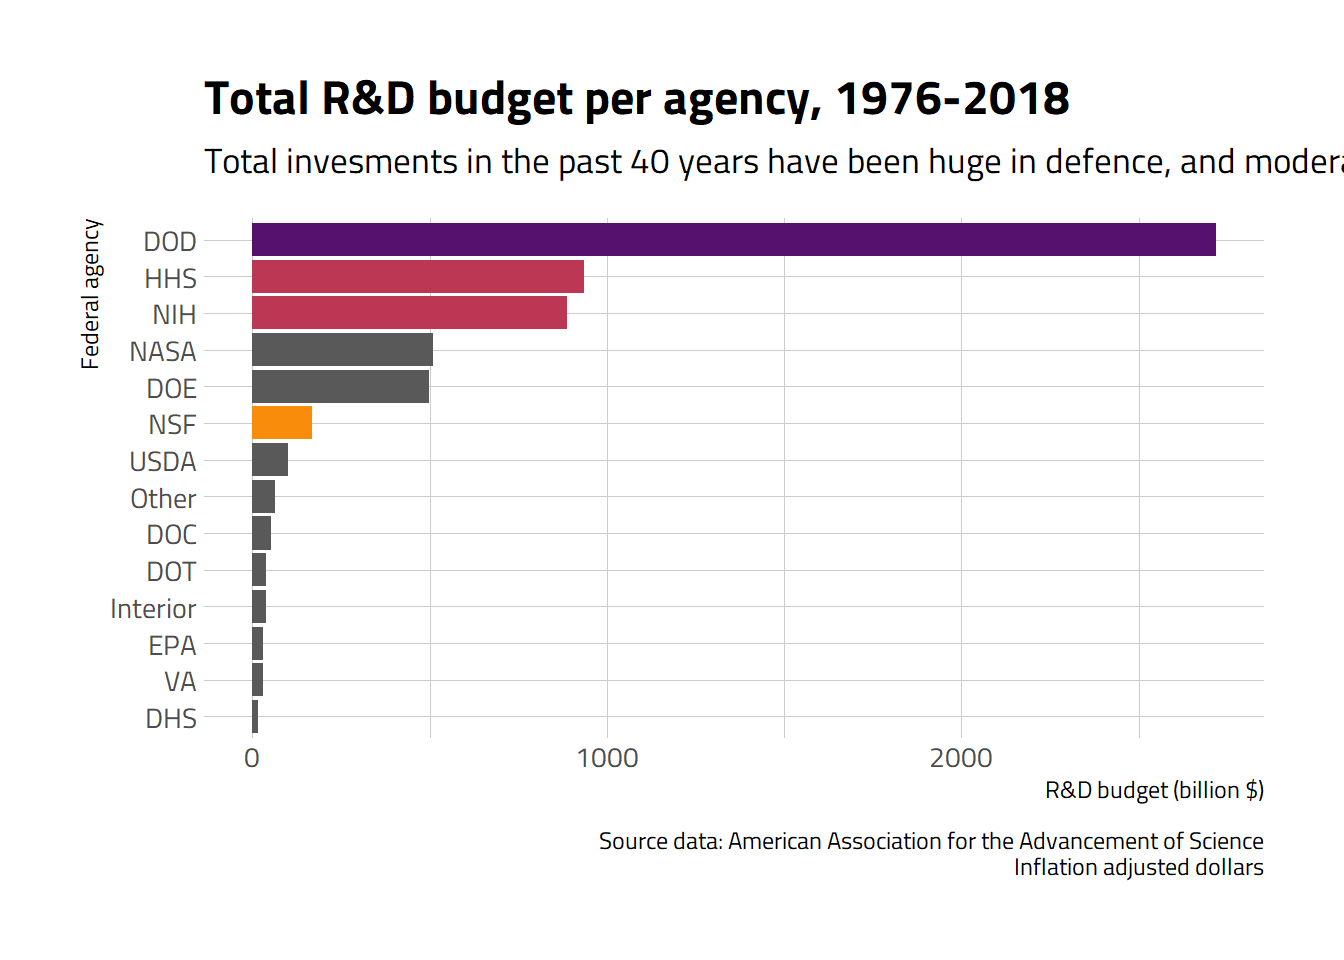 Total R&D budget per agency, 1976-2018
Total invesments in the past 40 years have been huge in defence, and
Federal agency
DOD
HHS
NIH
NASA
DOE
NSF
USDA
Other
DOC
DOT
Interior
EPA
VA
DHS
0 1000 2000
R&D budget (billion $)
Source data: American Association for the Advancement of Science
Inflation adjusted dollars